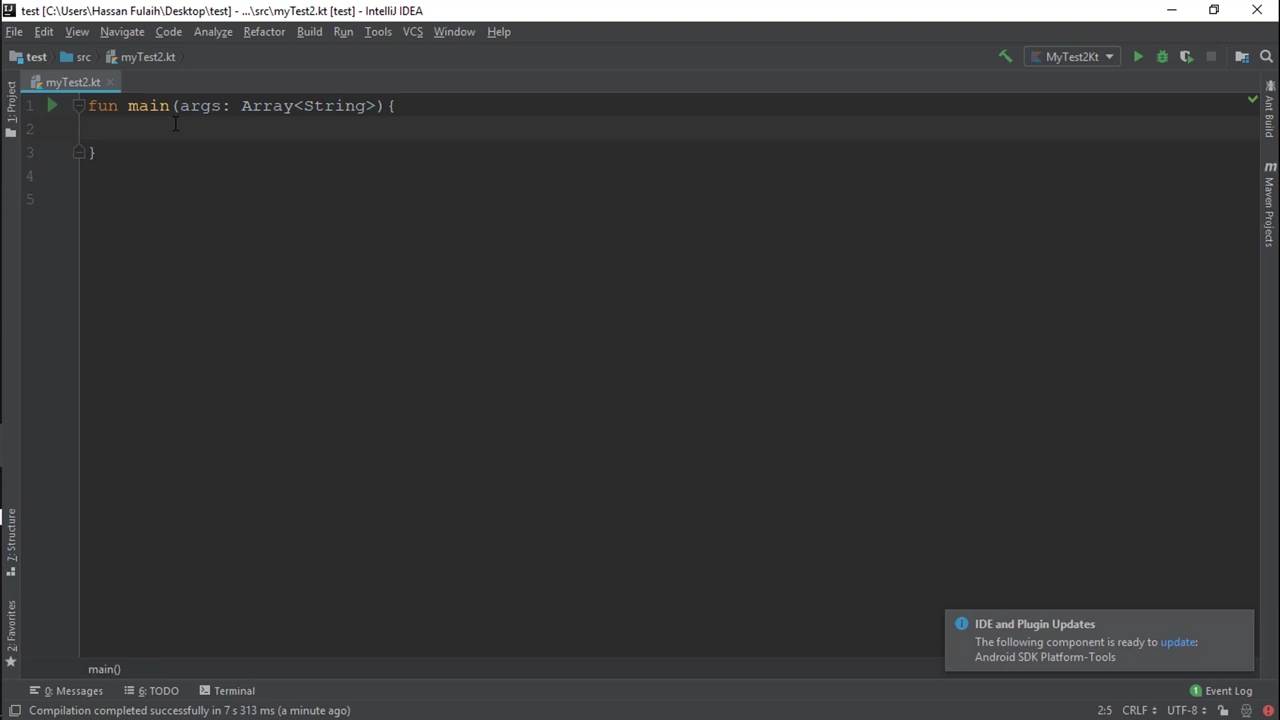 test [C:\Users\Hassan Fulaih\Desktop\test] - ...\src\myTest2.kt [test] - IntelliJ IDEA
File Edit View Navigate Code Analyze Refactor Build Run Tools VCS Window Help
test src myTest2.kt MyTest2Kt
myTest2.kt
1: Project
1 fun main(args: Array<String>){
2
3 }
4
5
Ant Build
m Maven Projects
7: Structure
2: Favorites
IDE and Plugin Updates
The following component is ready to update:
Android SDK Platform-Tools
main()
0: Messages 6: TODO Terminal 1 Event Log
Compilation completed successfully in 7 s 313 ms (a minute ago) 2:5 CRLF UTF-8